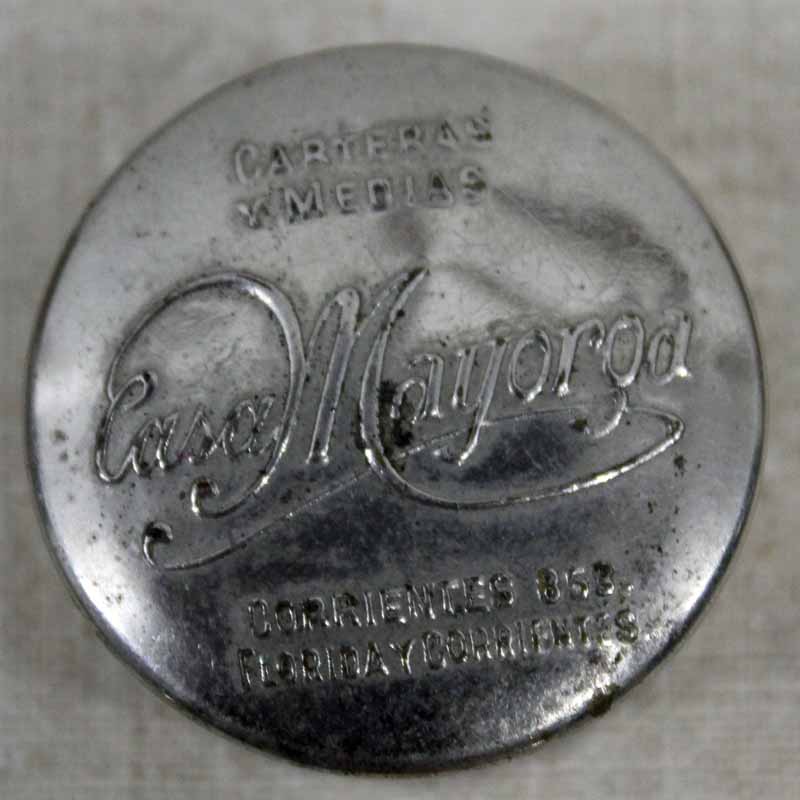 CARTERAS
Y MEDIAS
Casa Mayorga
CORRIENTES 853,
FLORIDA Y CORRIENTES